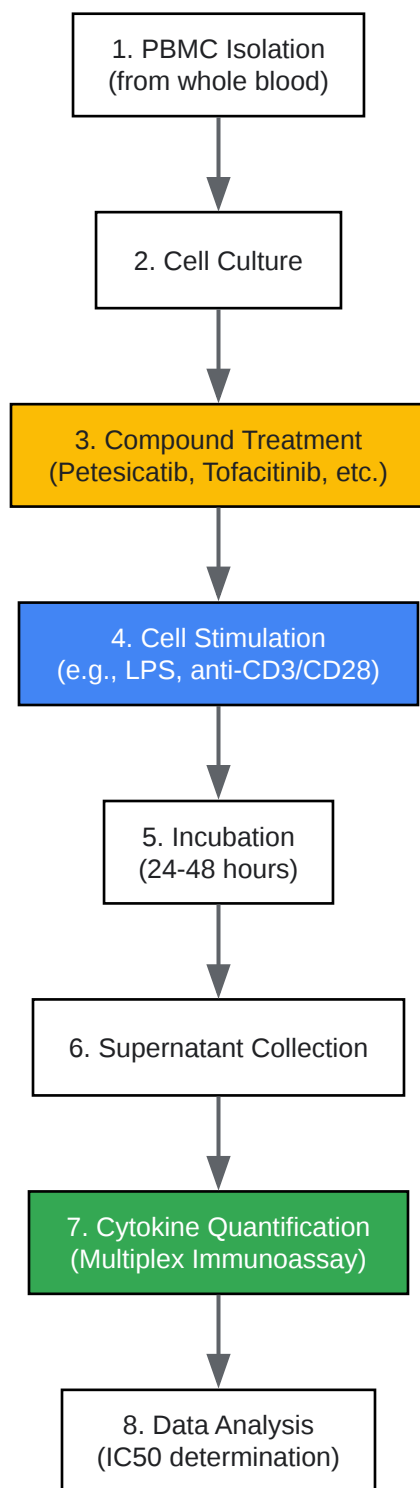 1. PBMC Isolation
(from whole blood)
2. Cell Culture
3. Compound Treatment
(Petesicatib, Tofacitinib, etc.)
4. Cell Stimulation
(e.g., LPS, anti-CD3/CD28)
5. Incubation
(24-48 hours)
6. Supernatant Collection
7. Cytokine Quantification
(Multiplex Immunoassay)
8. Data Analysis
(IC50 determination)